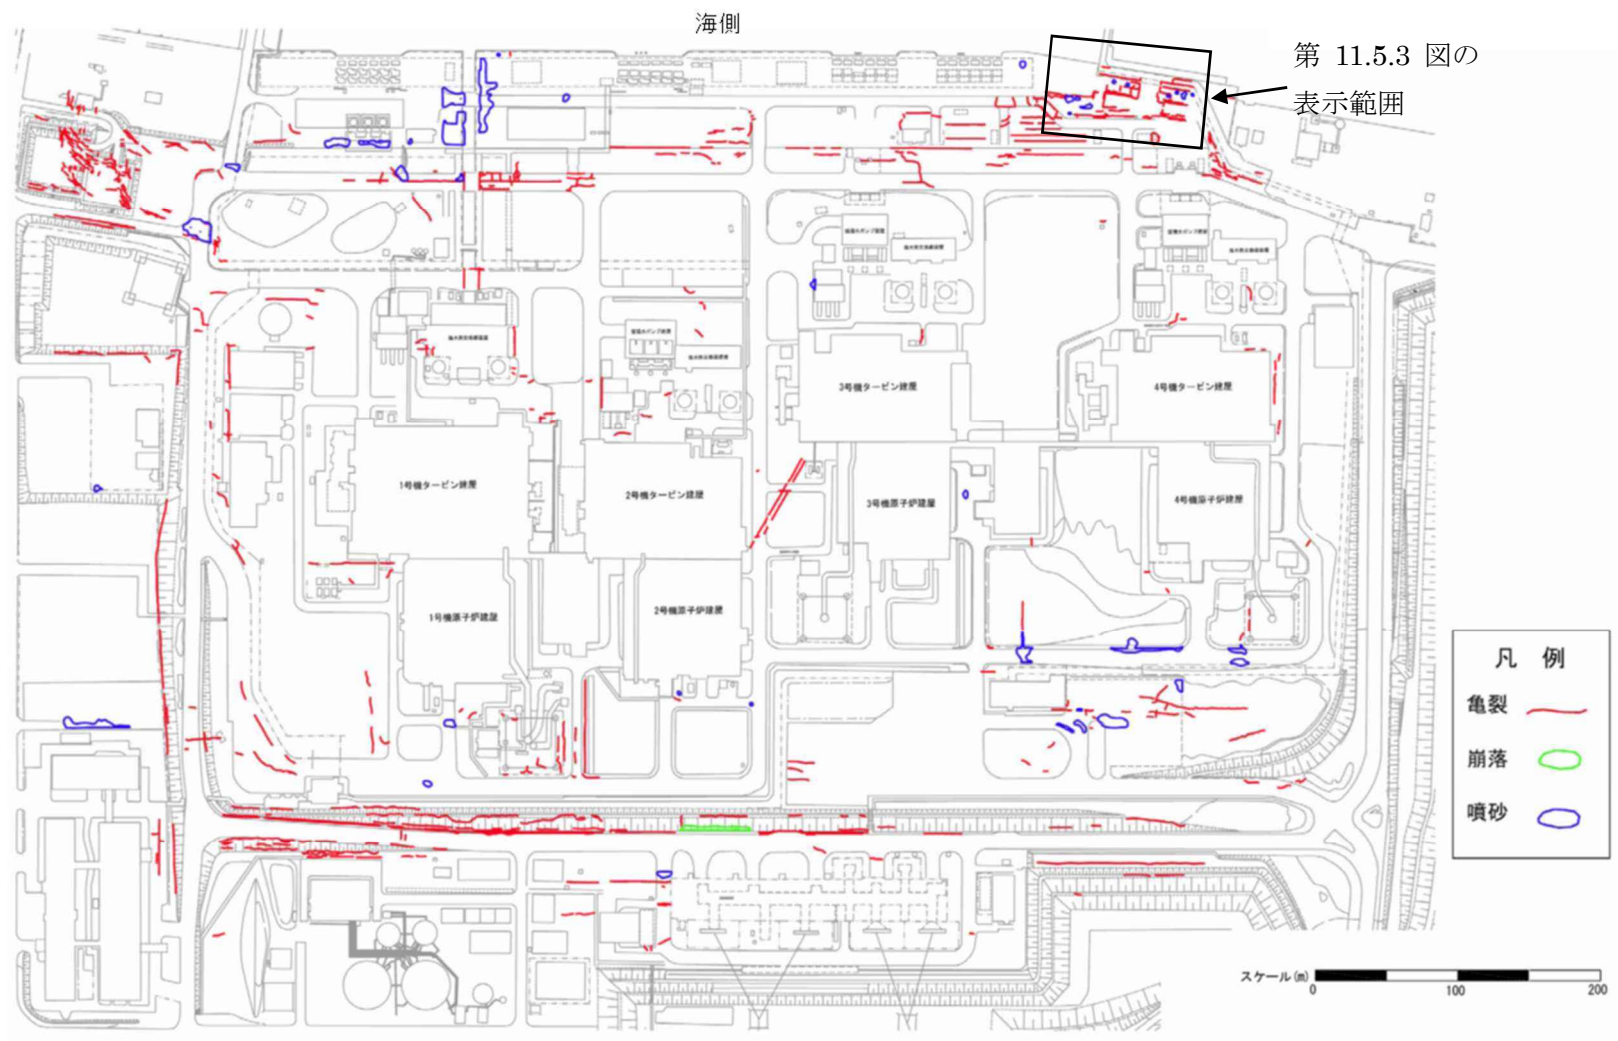 海側
第 11.5.3 図の
表示範囲
3号機タービン建屋
4号機タービン建屋
1号機タービン建屋
2号機タービン建屋
3号機原子炉建屋
4号機原子炉建屋
1号機原子炉建屋
2号機原子炉建屋
凡 例
亀裂
崩落
噴砂
スケール(m)
0 100 200